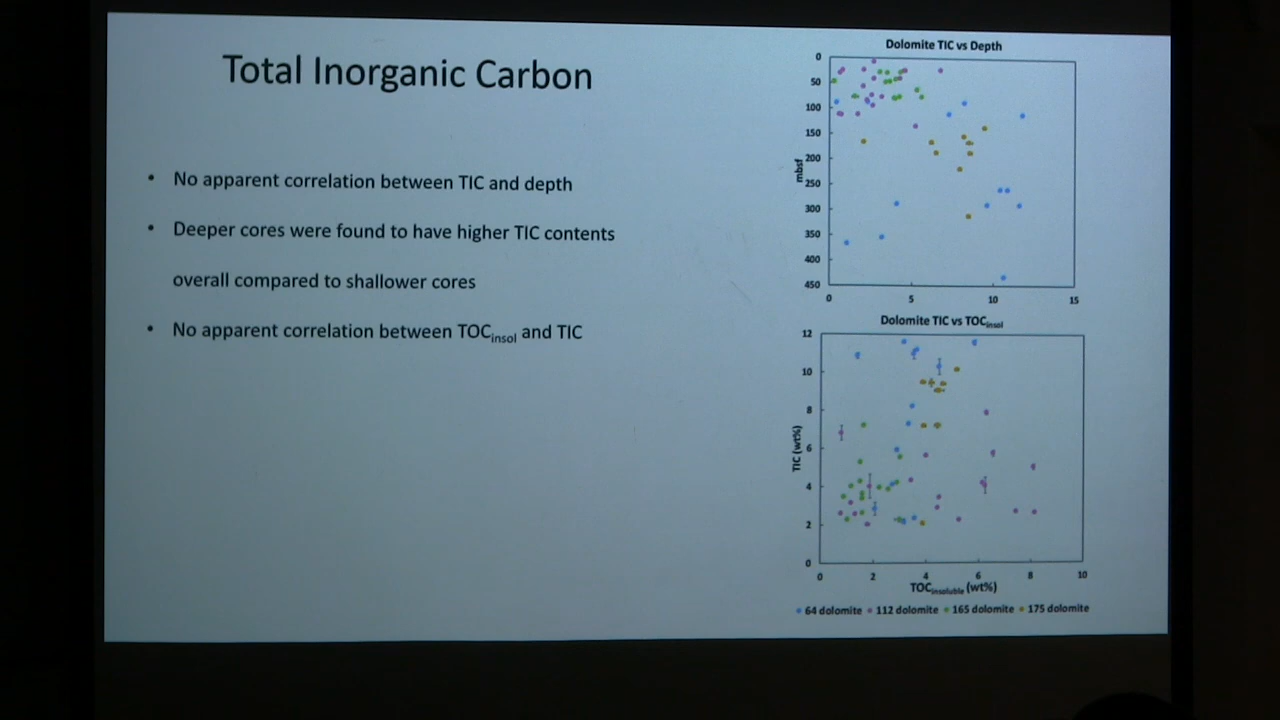 Total Inorganic Carbon
• No apparent correlation between TIC and depth
• Deeper cores were found to have higher TIC contents
overall compared to shallower cores
• No apparent correlation between TOCinsol and TIC
Dolomite TIC vs Depth
0
50
100
150
200
250
300
350
400
450
mbsf
0 5 10 15
Dolomite TIC vs TOCinsol
12
10
8
6
4
2
0
TIC (wt%)
0 2 4 6 8 10
TOCinsoluble (wt%)
64 dolomite 112 dolomite 165 dolomite 175 dolomite